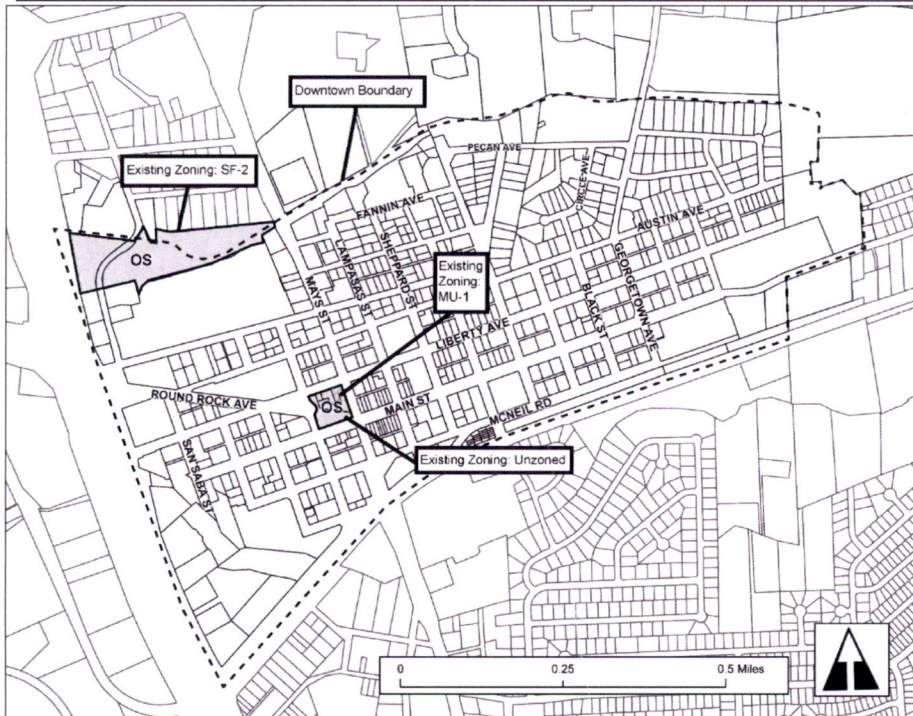 Downtown Boundary
PECAN AVE
Existing Zoning: SF-2
CIRCLE AVE
FANNIN AVE
AUSTIN AVE
OS
SHEPPARD ST
LAMPASAS ST
MAYS ST
Existing
Zoning:
MU-1
GEORGETOWN AVE
BLACK ST
LIBERTY AVE
ROUND ROCK AVE
OS
MAIN ST
MCNEIL RD
SAN SABA ST
Existing Zoning: Unzoned
0 0.25 0.5 Miles